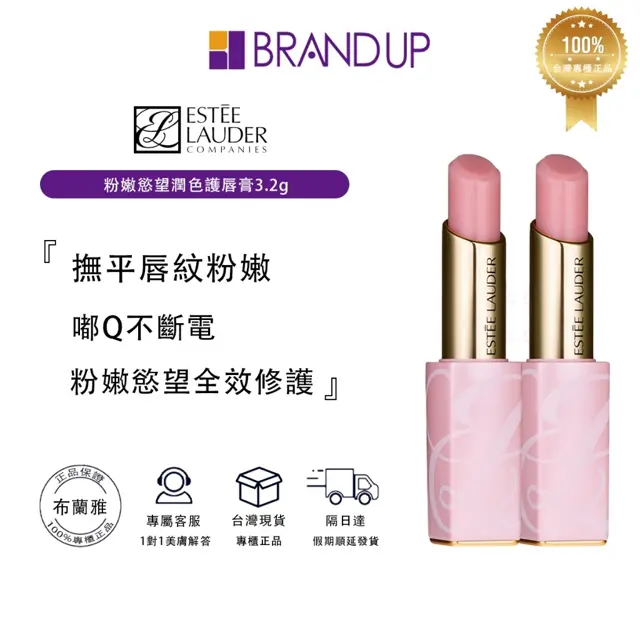 BRANDUP
100%
台灣專櫃正品
ESTĒE
LAUDER
COMPANIES
粉嫩慾望潤色護唇膏3.2g
『撫平唇紋粉嫩
嘟Q不斷電
粉嫩慾望全效修護』
ESTĒE LAUDER
ESTĒE LAUDER
正品保證
布蘭雅
100%專櫃正品
專屬客服
1對1美膚解答
台灣現貨
專櫃正品
隔日達
假期順延發貨